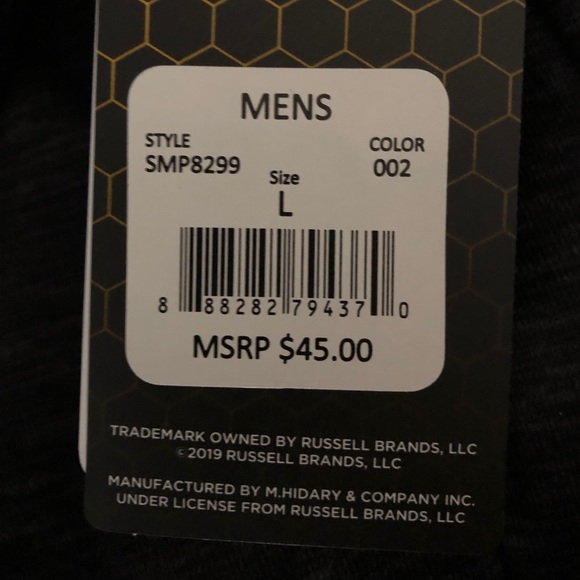 MENS
STYLE COLOR
SMP8299 002
Size
L
8 88282 79437 0
MSRP $45.00
TRADEMARK OWNED BY RUSSELL BRANDS, LLC
©2019 RUSSELL BRANDS, LLC
MANUFACTURED BY M.HIDARY & COMPANY INC.
UNDER LICENSE FROM RUSSELL BRANDS, LLC